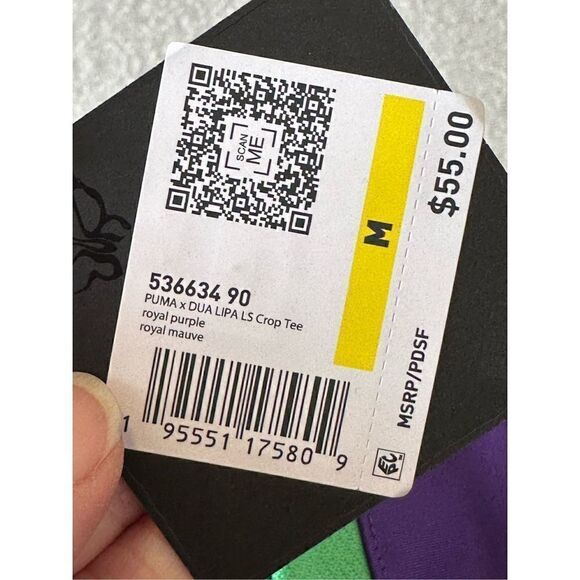 SCAN
ME
M
$55.00
MSRP/PDSF
536634 90
PUMA x DUA LIPA LS Crop Tee
royal purple
royal mauve
1 95551 17580 9
EPC